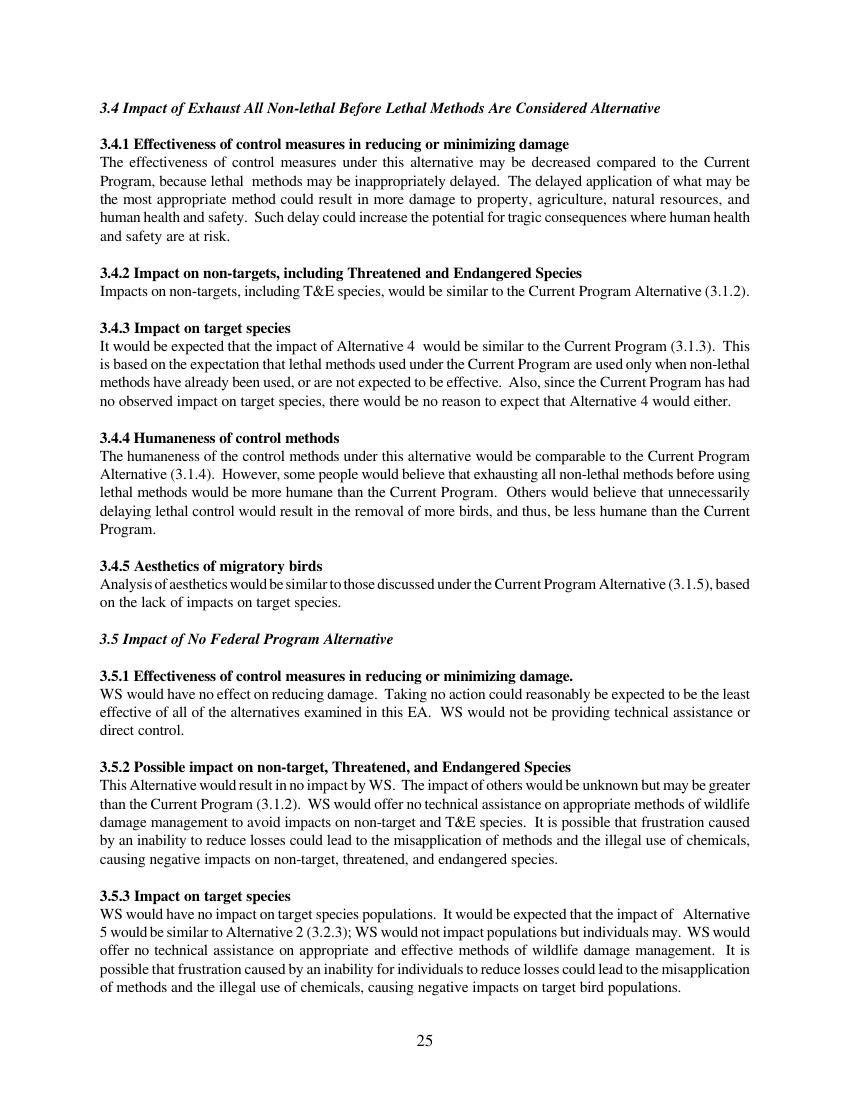 3.4 Impact of Exhaust All Non-lethal Before Lethal Methods Are Considered Alternative
3.4.1 Effectiveness of control measures in reducing or minimizing damage
The effectiveness of control measures under this alternative may be decreased compared to the Current
Program, because lethal methods may be inappropriately delayed. The delayed application of what may be
the most appropriate method could result in more damage to property, agriculture, natural resources, and
human health and safety. Such delay could increase the potential for tragic consequences where human health
and safety are at risk.
3.4.2 Impact on non-targets, including Threatened and Endangered Species
Impacts on non-targets, including T&E species, would be similar to the Current Program Alternative (3.1.2).
3.4.3 Impact on target species
It would be expected that the impact of Alternative 4 would be similar to the Current Program (3.1.3). This
is based on the expectation that lethal methods used under the Current Program are used only when non-lethal
methods have already been used, or are not expected to be effective. Also, since the Current Program has had
no observed impact on target species, there would be no reason to expect that Alternative 4 would either.
3.4.4 Humaneness of control methods
The humaneness of the control methods under this alternative would be comparable to the Current Program
Alternative (3.1.4). However, some people would believe that exhausting all non-lethal methods before using
lethal methods would be more humane than the Current Program. Others would believe that unnecessarily
delaying lethal control would result in the removal of more birds, and thus, be less humane than the Current
Program.
3.4.5 Aesthetics of migratory birds
Analysis of aesthetics would be similar to those discussed under the Current Program Alternative (3.1.5), based
on the lack of impacts on target species.
3.5 Impact of No Federal Program Alternative
3.5.1 Effectiveness of control measures in reducing or minimizing damage.
WS would have no effect on reducing damage. Taking no action could reasonably be expected to be the least
effective of all of the alternatives examined in this EA. WS would not be providing technical assistance or
direct control.
3.5.2 Possible impact on non-target, Threatened, and Endangered Species
This Alternative would result in no impact by WS. The impact of others would be unknown but may be greater
than the Current Program (3.1.2). WS would offer no technical assistance on appropriate methods of wildlife
damage management to avoid impacts on non-target and T&E species. It is possible that frustration caused
by an inability to reduce losses could lead to the misapplication of methods and the illegal use of chemicals,
causing negative impacts on non-target, threatened, and endangered species.
3.5.3 Impact on target species
WS would have no impact on target species populations. It would be expected that the impact of Alternative
5 would be similar to Alternative 2 (3.2.3); WS would not impact populations but individuals may. WS would
offer no technical assistance on appropriate and effective methods of wildlife damage management. It is
possible that frustration caused by an inability for individuals to reduce losses could lead to the misapplication
of methods and the illegal use of chemicals, causing negative impacts on target bird populations.
25